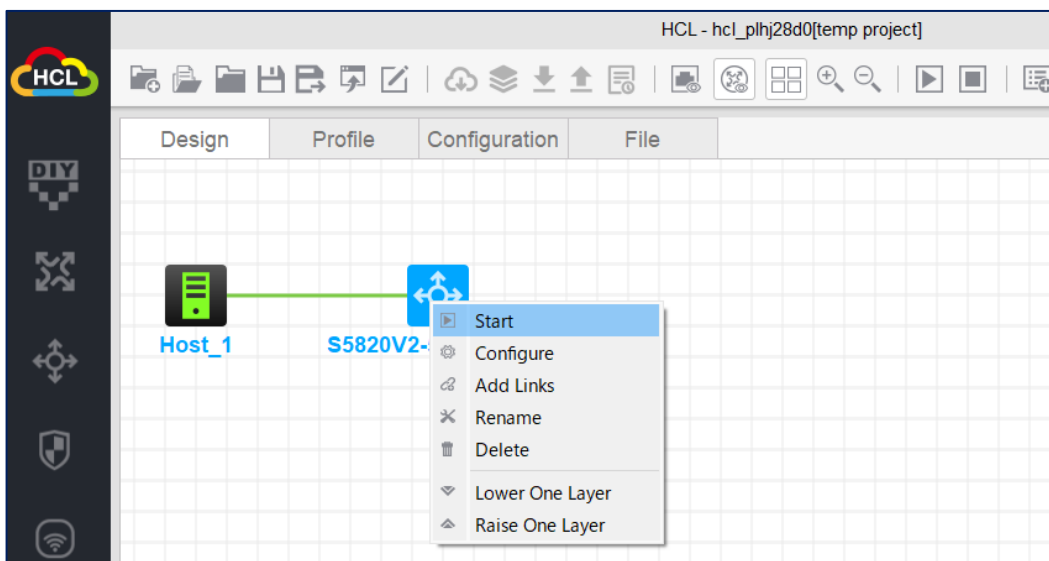 HCL - hcl_plhj28d0[temp project]
HCL
Design Profile Configuration File
DIY
Host_1
S5820V2-
Start
Configure
Add Links
Rename
Delete
Lower One Layer
Raise One Layer